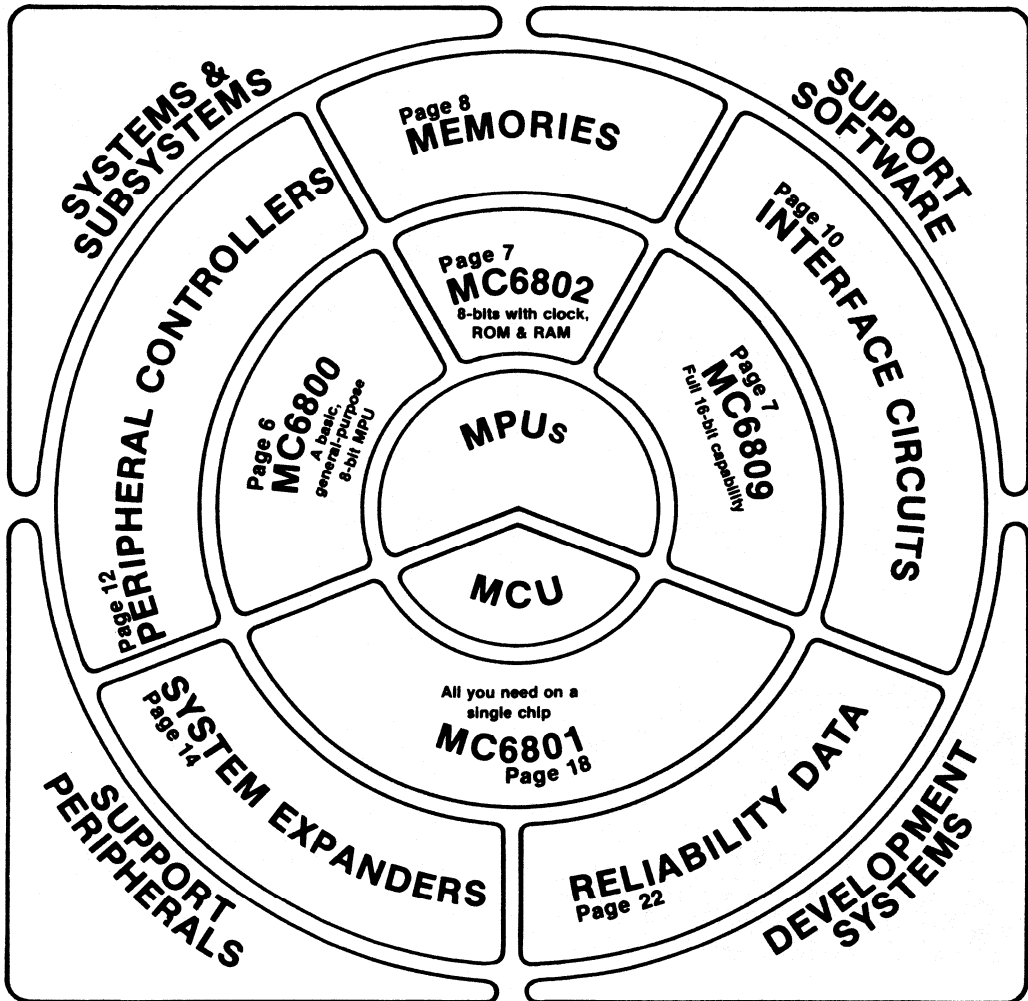 SYSTEMS &
SUBSYSTEMS
SUPPORT
SOFTWARE
Page 8
MEMORIES
Page 10
INTERFACE CIRCUITS
Page 12
PERIPHERAL CONTROLLERS
Page 7
MC6802
8-bits with clock,
ROM & RAM
Page 6
MC6800
A basic,
general-purpose
8-bit MPU
Page 7
MC6809
Full 16-bit capability
MPUs
MCU
All you need on a
single chip
MC6801
Page 18
SYSTEM EXPANDERS
Page 14
RELIABILITY DATA
Page 22
SUPPORT
PERIPHERALS
DEVELOPMENT
SYSTEMS